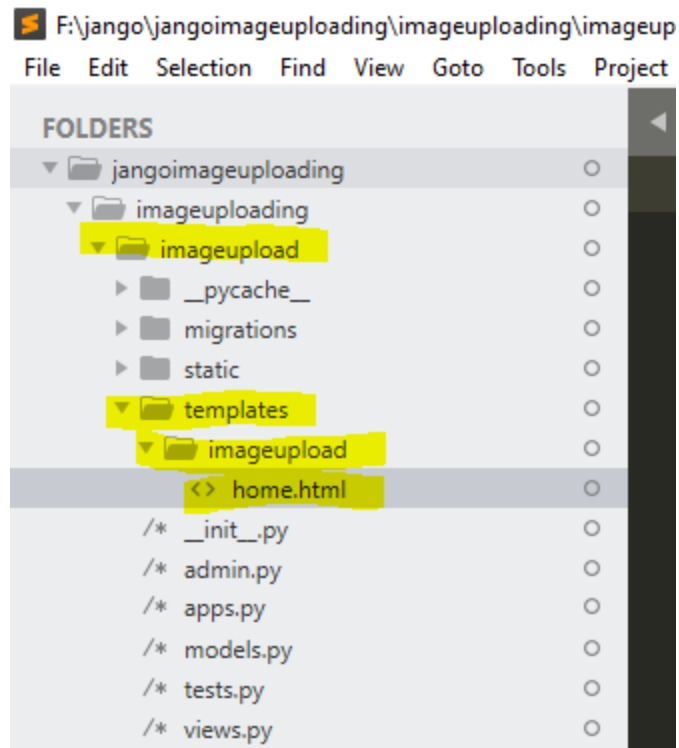 F:\jango\jangoimageuploading\imageuploading\imageup
File Edit Selection Find View Goto Tools Project
FOLDERS
jangoimageuploading
imageuploading
imageupload
__pycache__
migrations
static
templates
imageupload
<> home.html
/* __init__.py
/* admin.py
/* apps.py
/* models.py
/* tests.py
/* views.py